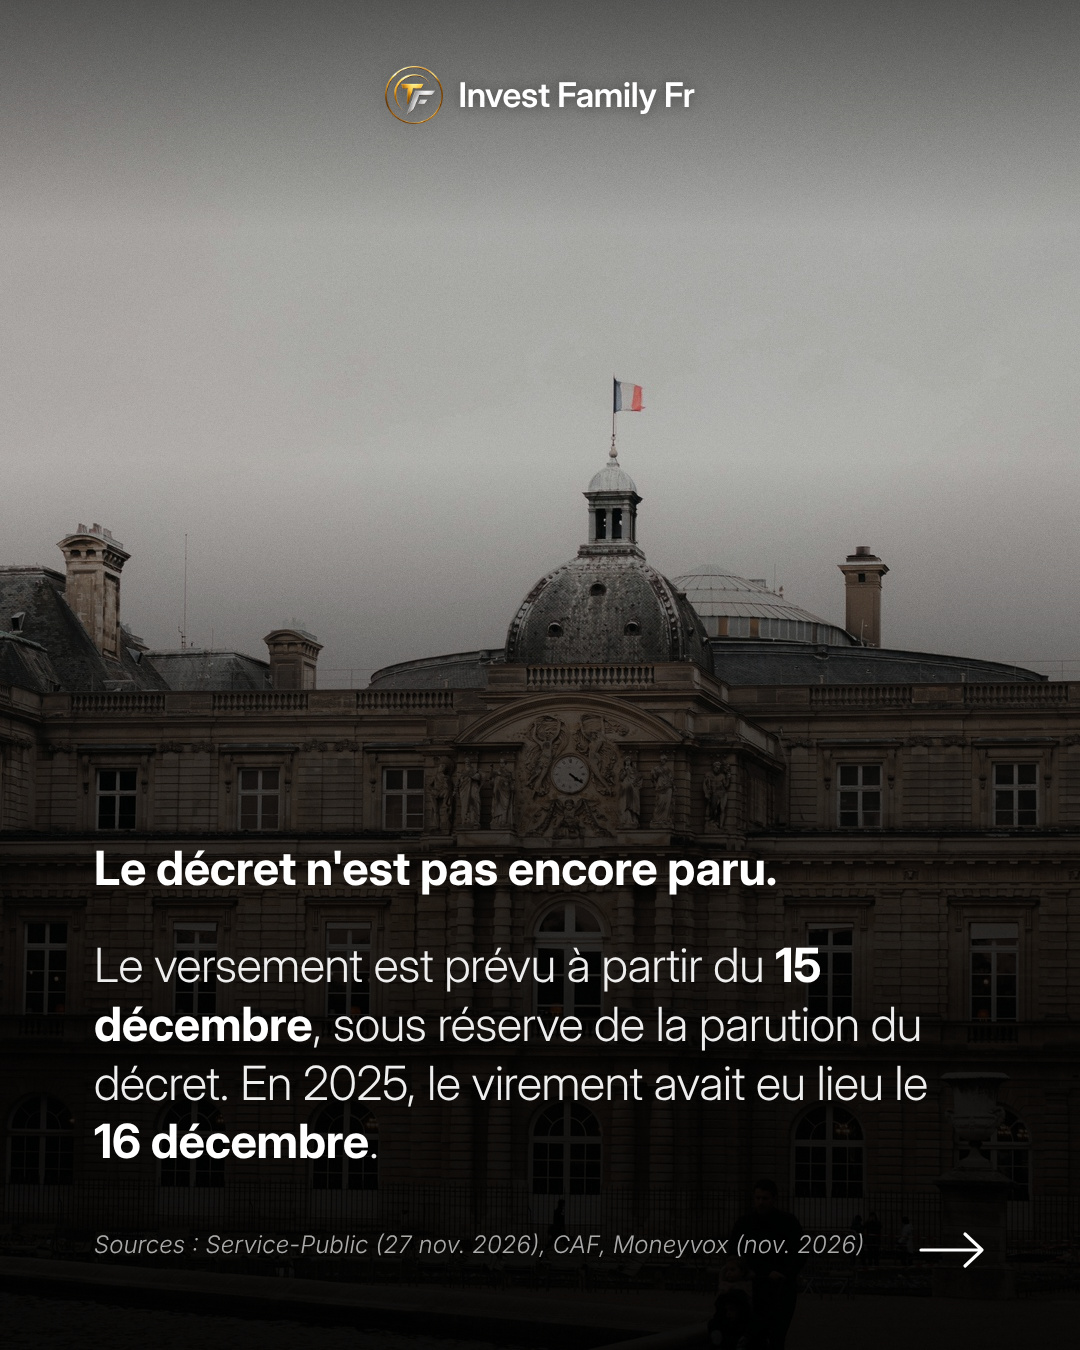 TF
Invest Family Fr
Le décret n'est pas encore paru.
Le versement est prévu à partir du 15
décembre, sous réserve de la parution du
décret. En 2025, le virement avait eu lieu le
16 décembre.
Sources : Service-Public (27 nov. 2026), CAF, Moneyvox (nov. 2026)